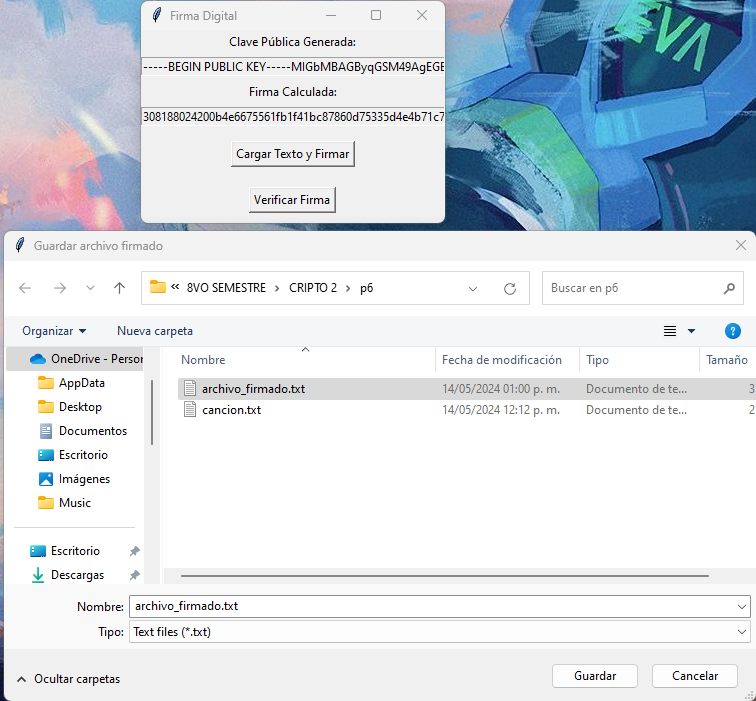 Firma Digital
EVA
Clave Pública Generada:
-----BEGIN PUBLIC KEY-----MIGbMBAGByqGSM49AgEGB
Firma Calculada:
308188024200b4e6675561fb1f41bc87860d75335d4e4b71c7
Cargar Texto y Firmar
Verificar Firma
Guardar archivo firmado
« 8VO SEMESTRE > CRIPTO 2 > p6
Buscar en p6
Organizar
Nueva carpeta
Nombre Fecha de modificación Tipo Tamaño
OneDrive - Person
archivo_firmado.txt 14/05/2024 01:00 p. m. Documento de te... 3
AppData
cancion.txt 14/05/2024 12:12 p. m. Documento de te... 2
Desktop
Documentos
Escritorio
Imágenes
Music
Escritorio
Descargas
Nombre: archivo_firmado.txt
Tipo: Text files (*.txt)
Ocultar carpetas
Guardar
Cancelar